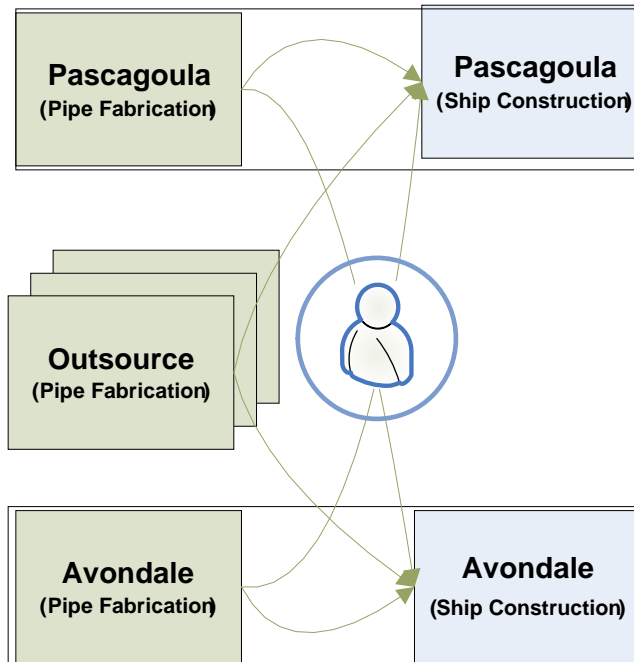 Pascagoula
(Pipe Fabrication)
Pascagoula
(Ship Construction)
Outsource
(Pipe Fabrication)
Avondale
(Pipe Fabrication)
Avondale
(Ship Construction)